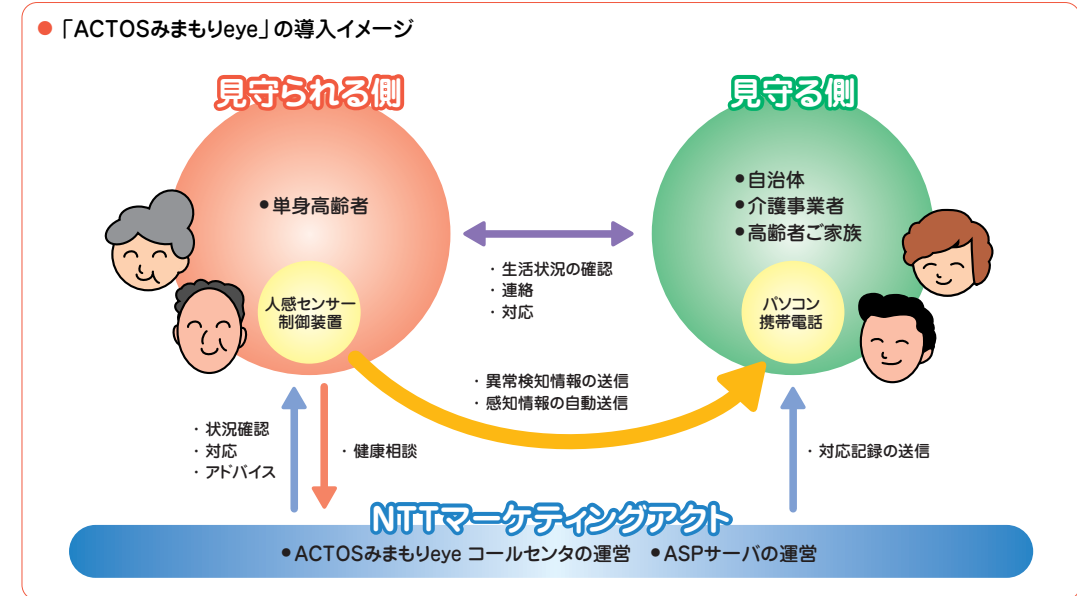 ● 「ACTOSみまもりeye」の導入イメージ
見守られる側
見守る側
●単身高齢者
●自治体
●介護事業者
●高齢者ご家族
人感センサー
制御装置
パソコン
携帯電話
・生活状況の確認
・連絡
・対応
・異常検知情報の送信
・感知情報の自動送信
・状況確認
・対応
・アドバイス
・健康相談
・対応記録の送信
NTTマーケティングアクト
●ACTOSみまもりeye コールセンタの運営 ●ASPサーバの運営